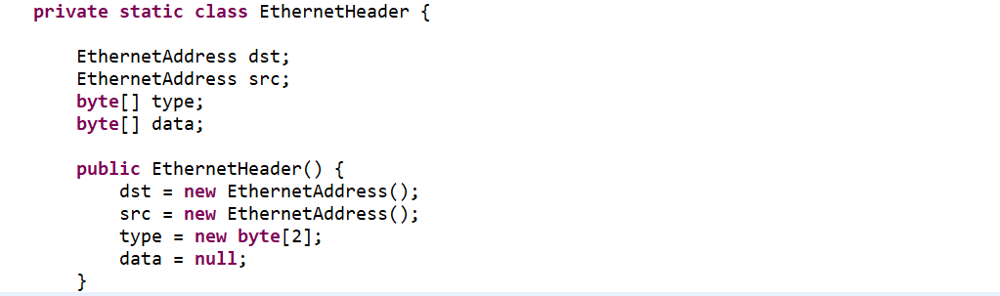 private static class EthernetHeader {
EthernetAddress dst;
EthernetAddress src;
byte[] type;
byte[] data;
public EthernetHeader() {
dst = new EthernetAddress();
src = new EthernetAddress();
type = new byte[2];
data = null;
}